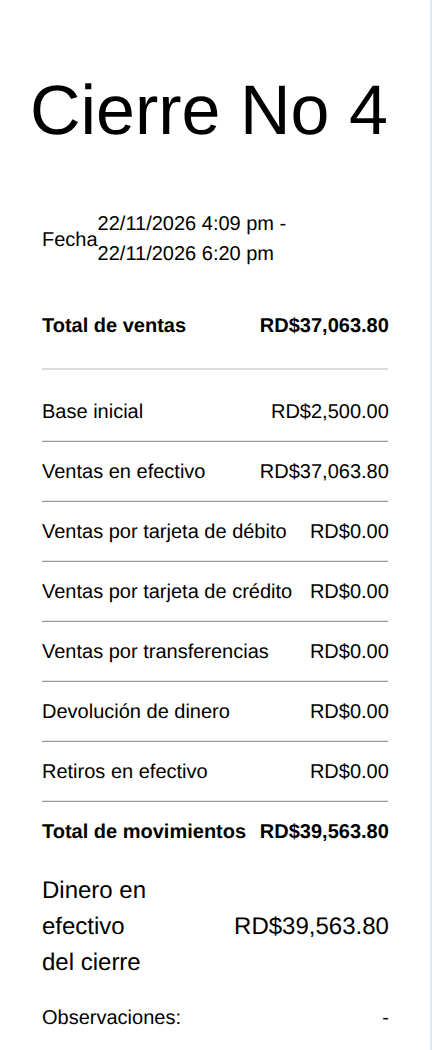 Cierre No 4
Fecha 22/11/2026 4:09 pm -
22/11/2026 6:20 pm
Total de ventas RD$37,063.80
Base inicial RD$2,500.00
Ventas en efectivo RD$37,063.80
Ventas por tarjeta de débito RD$0.00
Ventas por tarjeta de crédito RD$0.00
Ventas por transferencias RD$0.00
Devolución de dinero RD$0.00
Retiros en efectivo RD$0.00
Total de movimientos RD$39,563.80
Dinero en
efectivo RD$39,563.80
del cierre
Observaciones: -